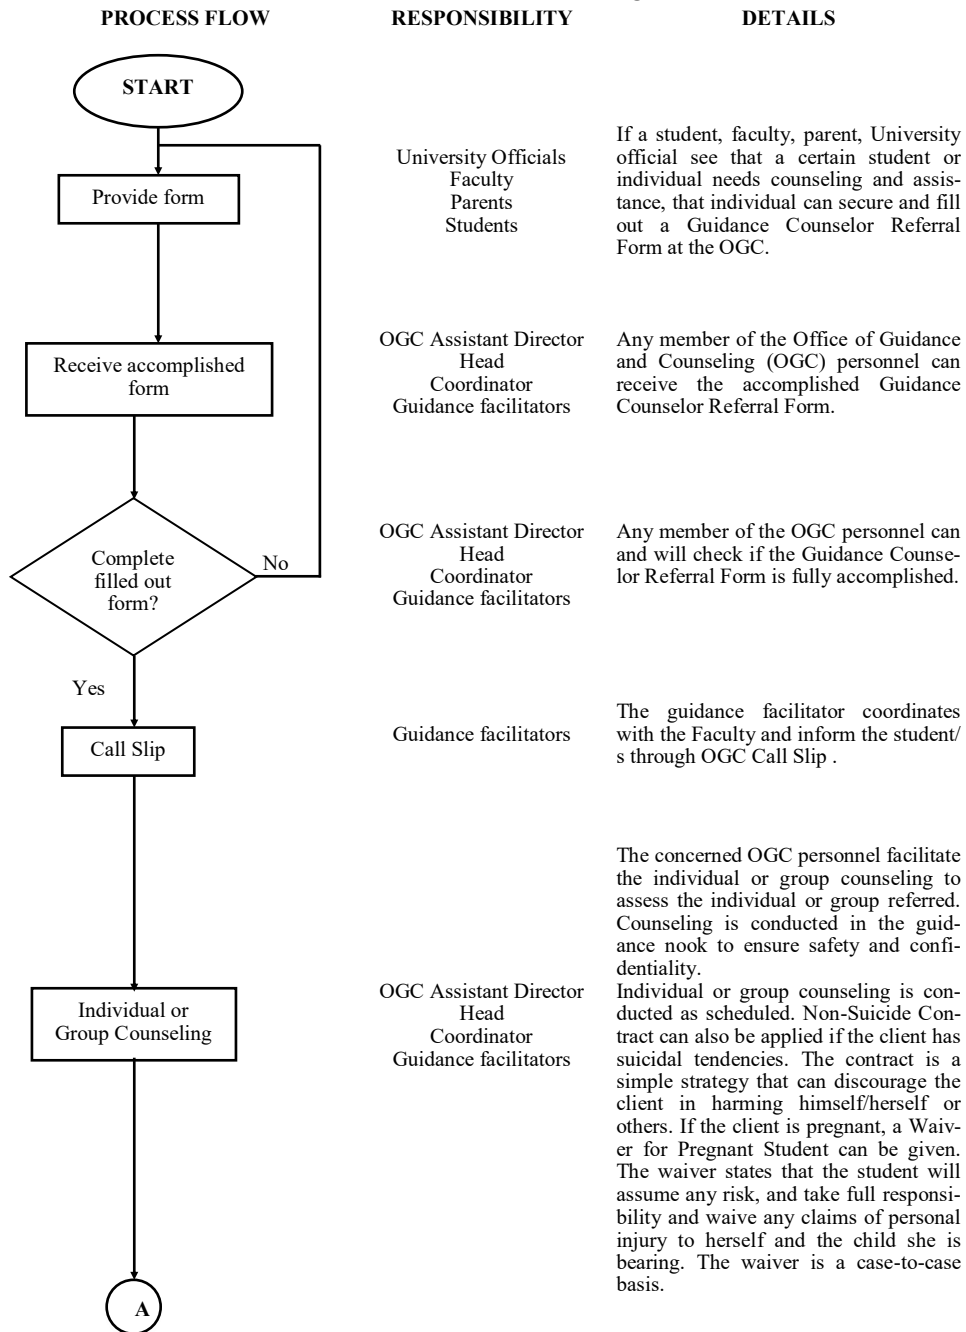 PROCESS FLOW RESPONSIBILITY DETAILS
START
Provide form
University Officials
Faculty
Parents
Students
If a student, faculty, parent, University
official see that a certain student or
individual needs counseling and assis-
tance, that individual can secure and fill
out a Guidance Counselor Referral
Form at the OGC.
Receive accomplished
form
OGC Assistant Director
Head
Coordinator
Guidance facilitators
Any member of the Office of Guidance
and Counseling (OGC) personnel can
receive the accomplished Guidance
Counselor Referral Form.
Complete
filled out
form?
No
OGC Assistant Director
Head
Coordinator
Guidance facilitators
Any member of the OGC personnel can
and will check if the Guidance Counse-
lor Referral Form is fully accomplished.
Yes
Call Slip
Guidance facilitators
The guidance facilitator coordinates
with the Faculty and inform the student/
s through OGC Call Slip .
Individual or
Group Counseling
OGC Assistant Director
Head
Coordinator
Guidance facilitators
The concerned OGC personnel facilitate
the individual or group counseling to
assess the individual or group referred.
Counseling is conducted in the guid-
ance nook to ensure safety and confi-
dentiality.
Individual or group counseling is con-
ducted as scheduled. Non-Suicide Con-
tract can also be applied if the client has
suicidal tendencies. The contract is a
simple strategy that can discourage the
client in harming himself/herself or
others. If the client is pregnant, a Waiv-
er for Pregnant Student can be given.
The waiver states that the student will
assume any risk, and take full responsi-
bility and waive any claims of personal
injury to herself and the child she is
bearing. The waiver is a case-to-case
basis.
A